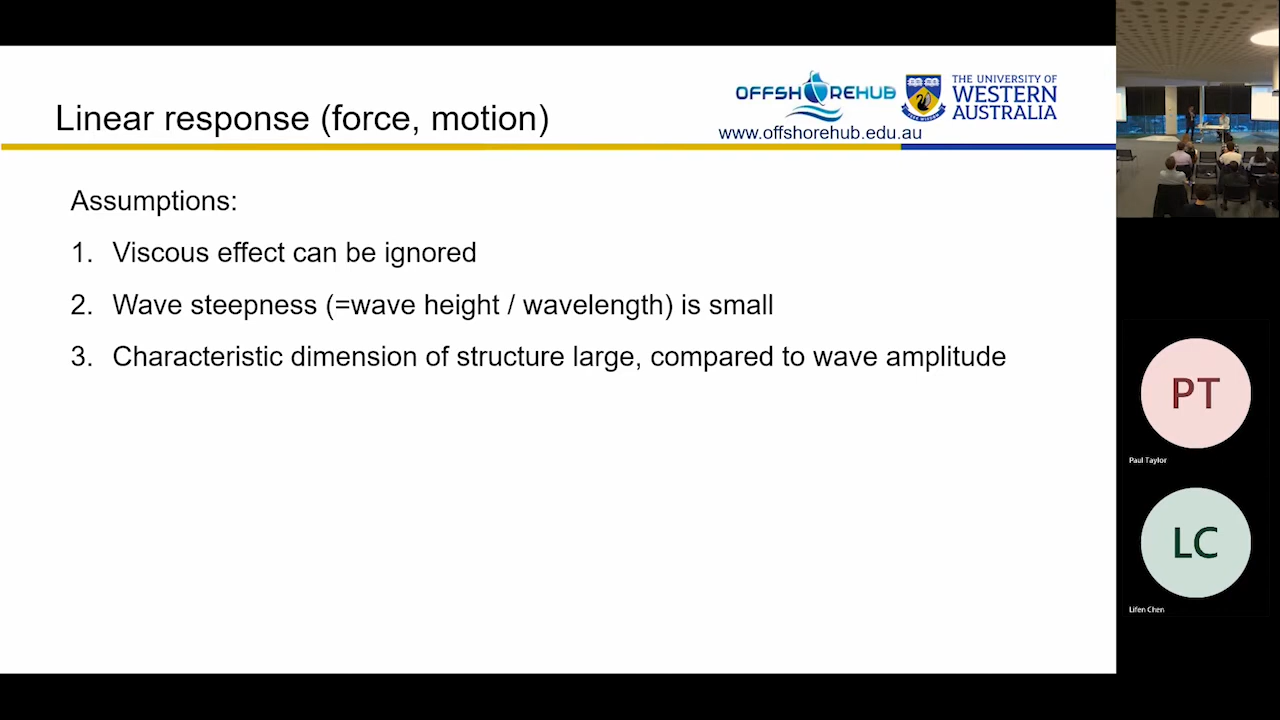 Linear response (force, motion)
OFFSHOREHUB
www.offshorehub.edu.au
THE UNIVERSITY OF
WESTERN
AUSTRALIA
Assumptions:
1. Viscous effect can be ignored
2. Wave steepness (=wave height / wavelength) is small
3. Characteristic dimension of structure large, compared to wave amplitude
PT
Paul Taylor
LC
Lifen Chen